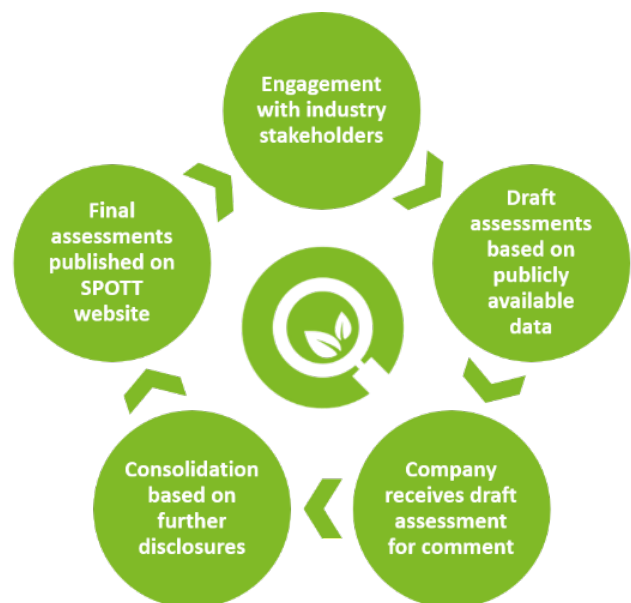 Engagement
with industry
stakeholders
Draft
assessments
based on
publicly
available
data
Company
receives draft
assessment
for comment
Consolidation
based on
further
disclosures
Final
assessments
published on
SPOTT
website